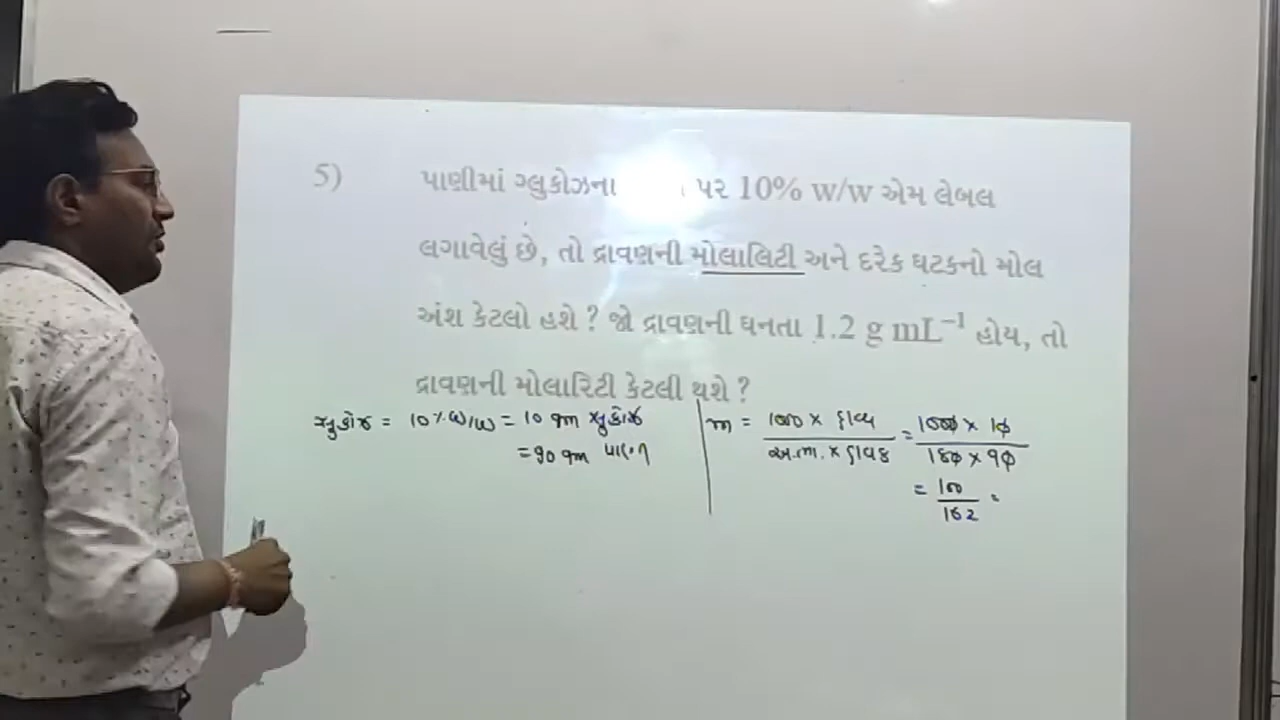 5) પાણીમાં ગ્લુકોઝના પર 10% w/w એમ લેબલ
લગાવેલું છે, તો દ્રાવણની મોલાલિટી અને દરેક ઘટકનો મોલ
અંશ કેટલો હશે ? જો દ્રાવણની ઘનતા 1.2 g mL⁻¹ હોય, તો
દ્રાવણની મોલારિટી કેટલી થશે ?
ગ્લુકોઝ = 10 % w/w = 10 gm ગ્લુકોઝ
= 90 gm પાણી
m = 1000 × દ્રાવ્ય / અ.ભા. × દ્રાવક = 1000 × 10 / 180 × 90
= 100 / 162 =